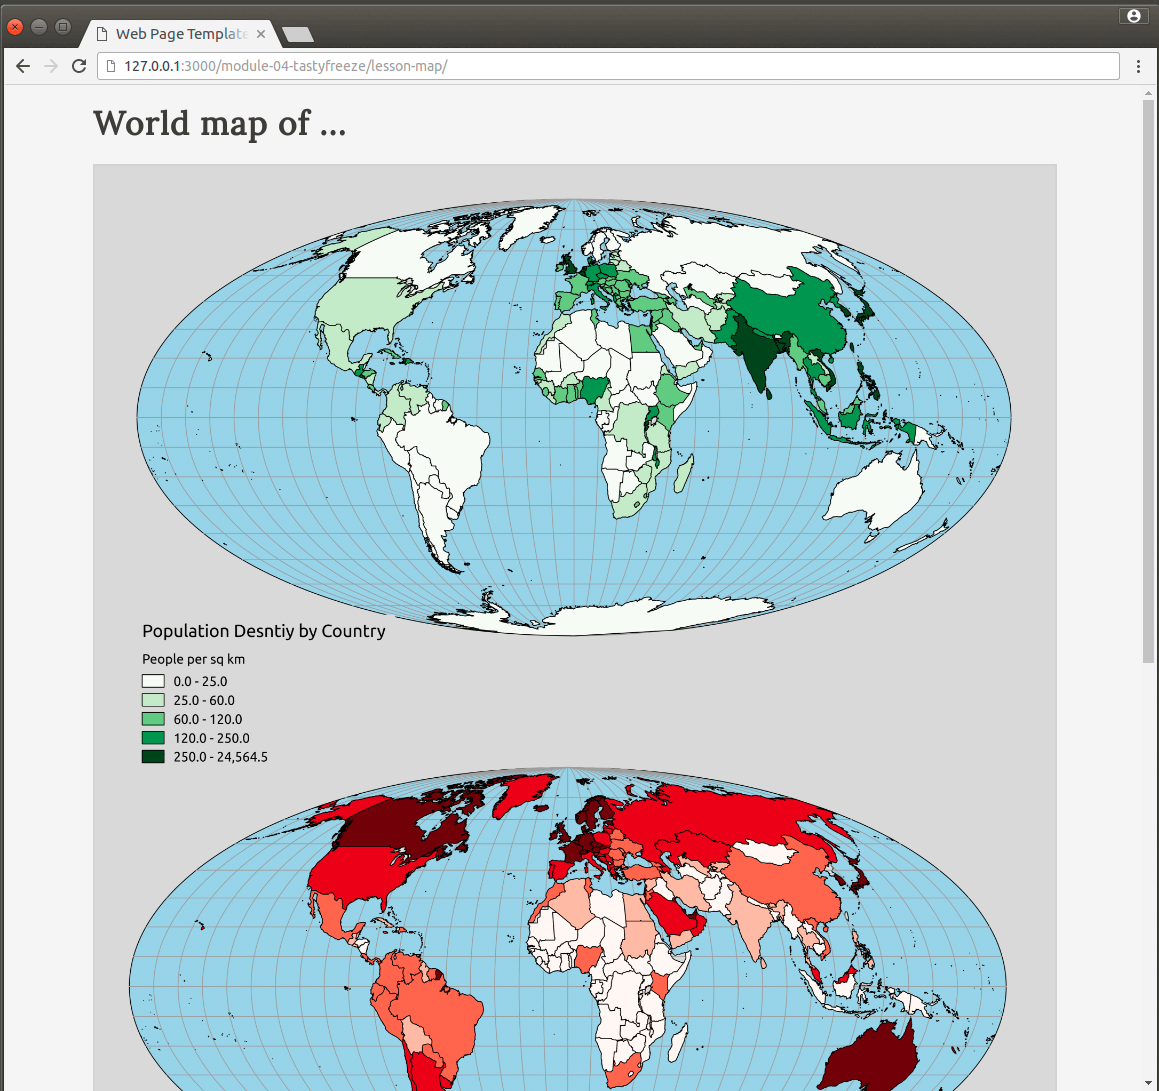 Web Page Template
127.0.0.1:3000/module-04-tastyfreeze/lesson-map/
World map of ...
Population Desntiy by Country
People per sq km
0.0 - 25.0
25.0 - 60.0
60.0 - 120.0
120.0 - 250.0
250.0 - 24,564.5